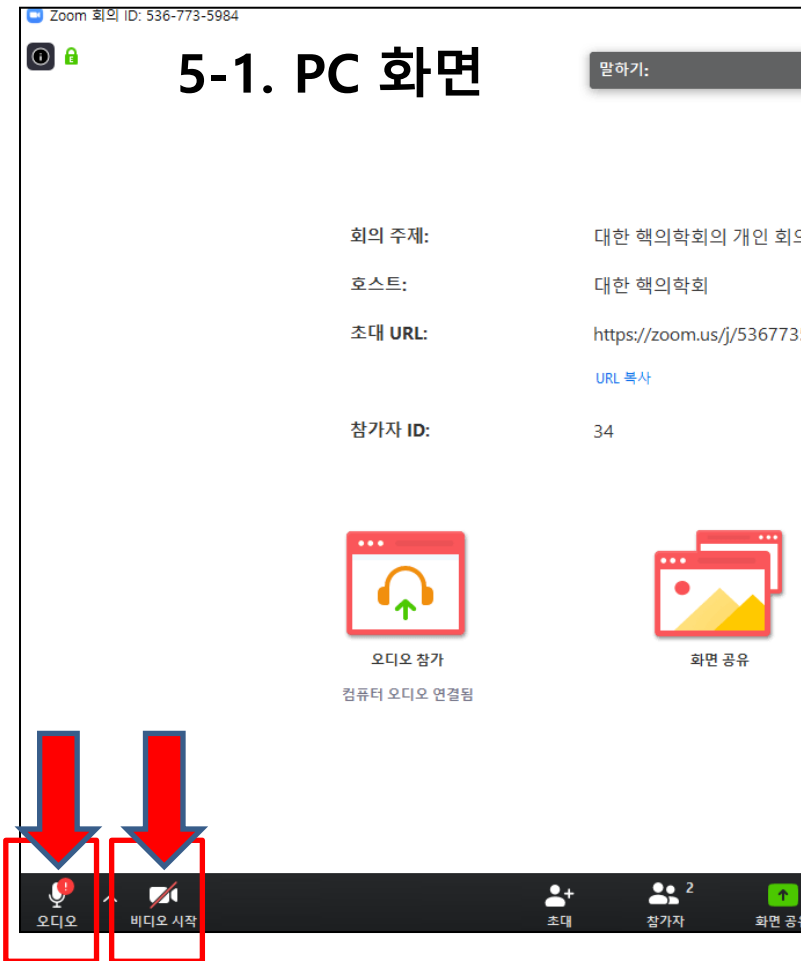 Zoom 회의 ID: 536-773-5984
5-1. PC 화면
말하기:
회의 주제: 대한 핵의학회의 개인 회의
호스트: 대한 핵의학회
초대 URL: https://zoom.us/j/536773
URL 복사
참가자 ID: 34
오디오 참가 화면 공유
컴퓨터 오디오 연결됨
2
오디오 비디오 시작 초대 참가자 화면 공유